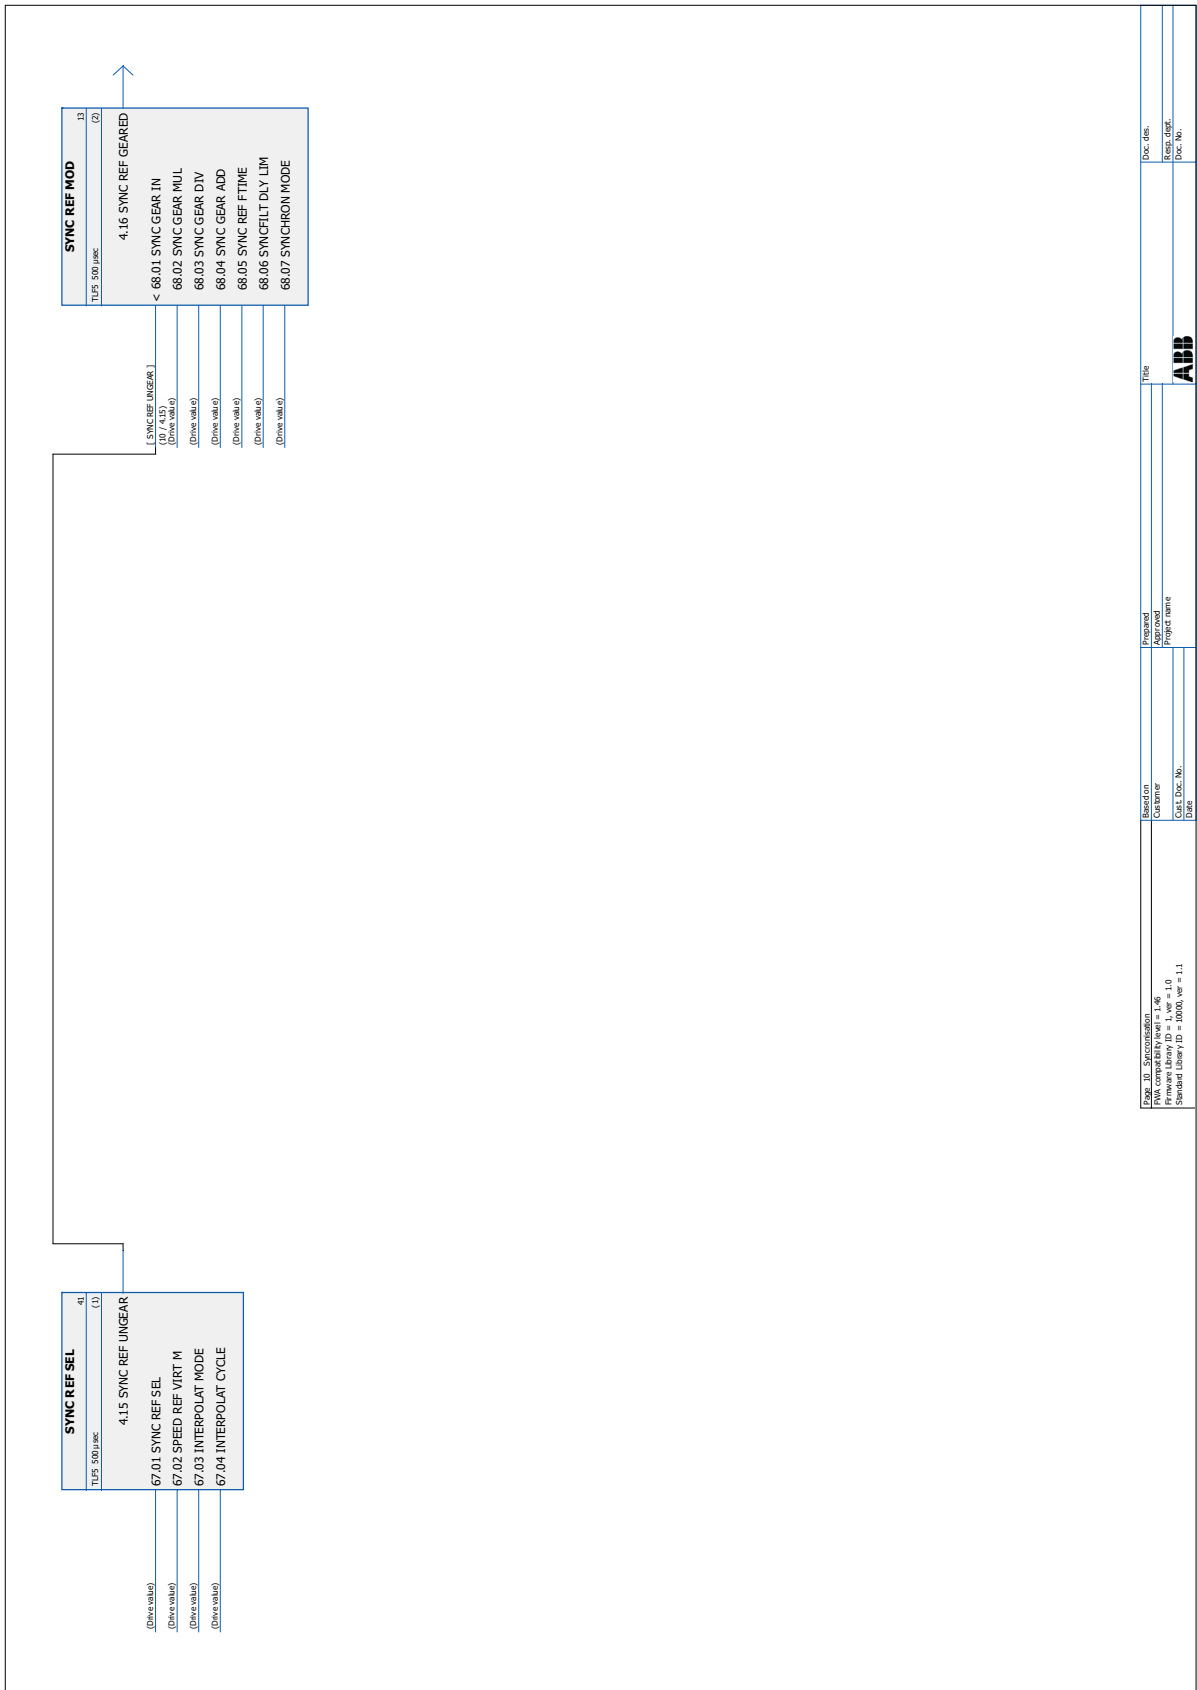 SYNC REF SEL
41
TLF5 500 µsec
(1)
4.15 SYNC REF UNGEAR
(Drive value)
67.01 SYNC REF SEL
(Drive value)
67.02 SPEED REF VIRT M
(Drive value)
67.03 INTERPOLAT MODE
(Drive value)
67.04 INTERPOLAT CYCLE
SYNC REF MOD
13
TLF5 500 µsec
(2)
4.16 SYNC REF GEARED
[ SYNC REF UNGEAR ]
(10 / 4.15)
< 68.01 SYNC GEAR IN
(Drive value)
68.02 SYNC GEAR MUL
(Drive value)
68.03 SYNC GEAR DIV
(Drive value)
68.04 SYNC GEAR ADD
(Drive value)
68.05 SYNC REF FTIME
(Drive value)
68.06 SYNCFILT DLY LIM
(Drive value)
68.07 SYNCHRON MODE
Page 10 Syncronisation
FWA compatibility level = 1.46
Firmware Library ID = 1, ver = 1.0
Standard Library ID = 10000, ver = 1.1
Based on
Customer
Cust. Doc. No.
Date
Prepared
Approved
Project name
Title
ABB
Doc. des.
Resp. dept.
Doc. No.